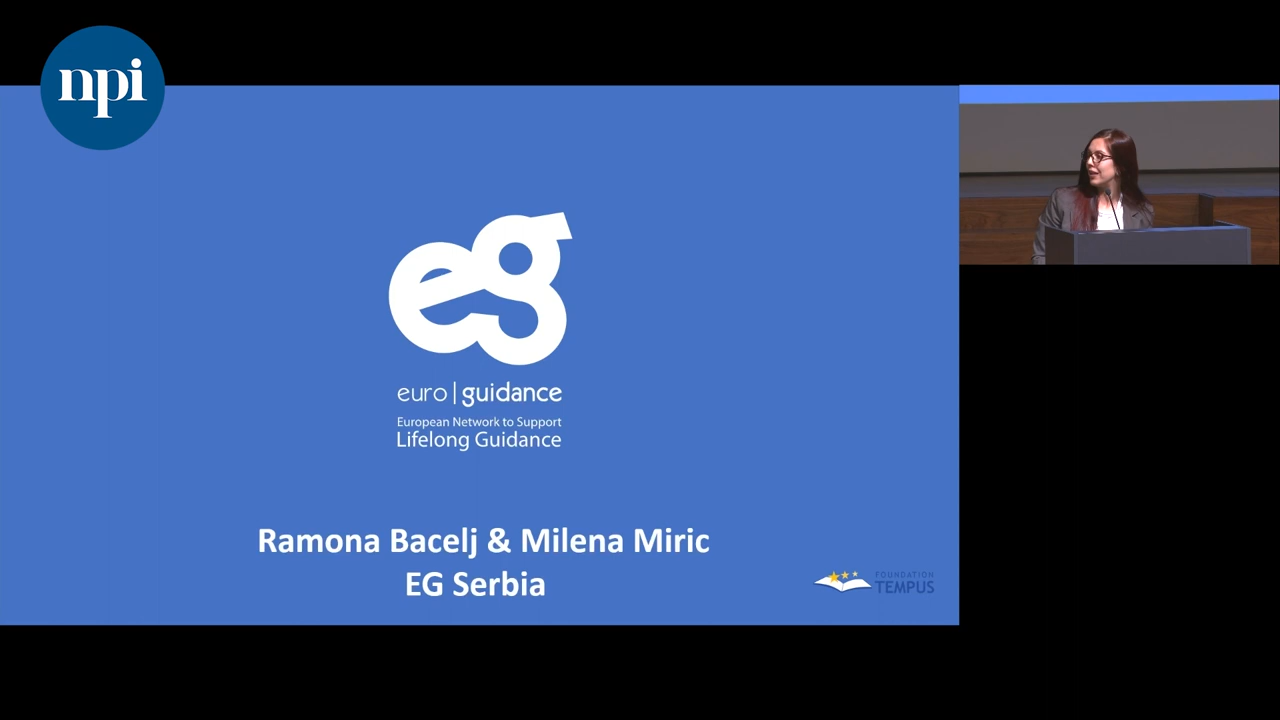 npi
eg
euro|guidance
European Network to Support
Lifelong Guidance
Ramona Bacelj & Milena Miric
EG Serbia
FOUNDATION
TEMPUS